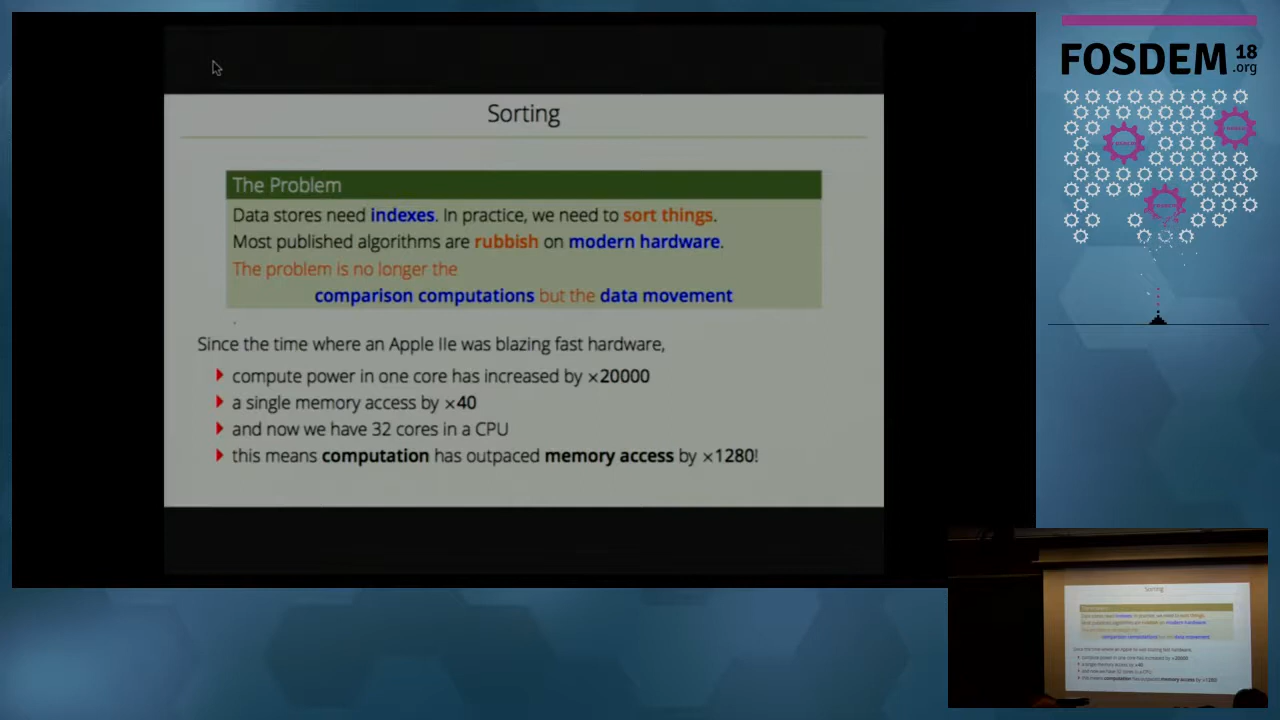 Sorting
The Problem
Data stores need indexes. In practice, we need to sort things.
Most published algorithms are rubbish on modern hardware.
The problem is no longer the
comparison computations but the data movement
Since the time where an Apple IIe was blazing fast hardware,
compute power in one core has increased by ×20000
a single memory access by ×40
and now we have 32 cores in a CPU
this means computation has outpaced memory access by ×1280!
FOSDEM 18
.org
Sorting